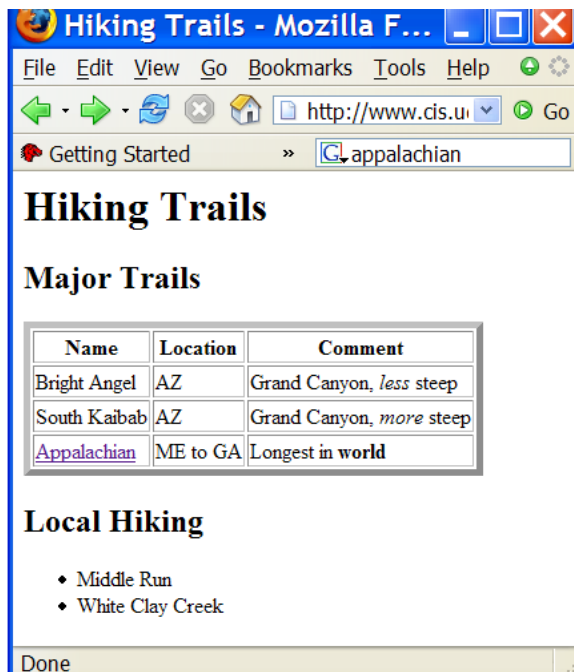 Hiking Trails - Mozilla F...
File Edit View Go Bookmarks Tools Help
http://www.cis.u Go
Getting Started » G appalachian
Hiking Trails
Major Trails
Name Location Comment
Bright Angel AZ Grand Canyon, less steep
South Kaibab AZ Grand Canyon, more steep
Appalachian ME to GA Longest in world
Local Hiking
• Middle Run
• White Clay Creek
Done